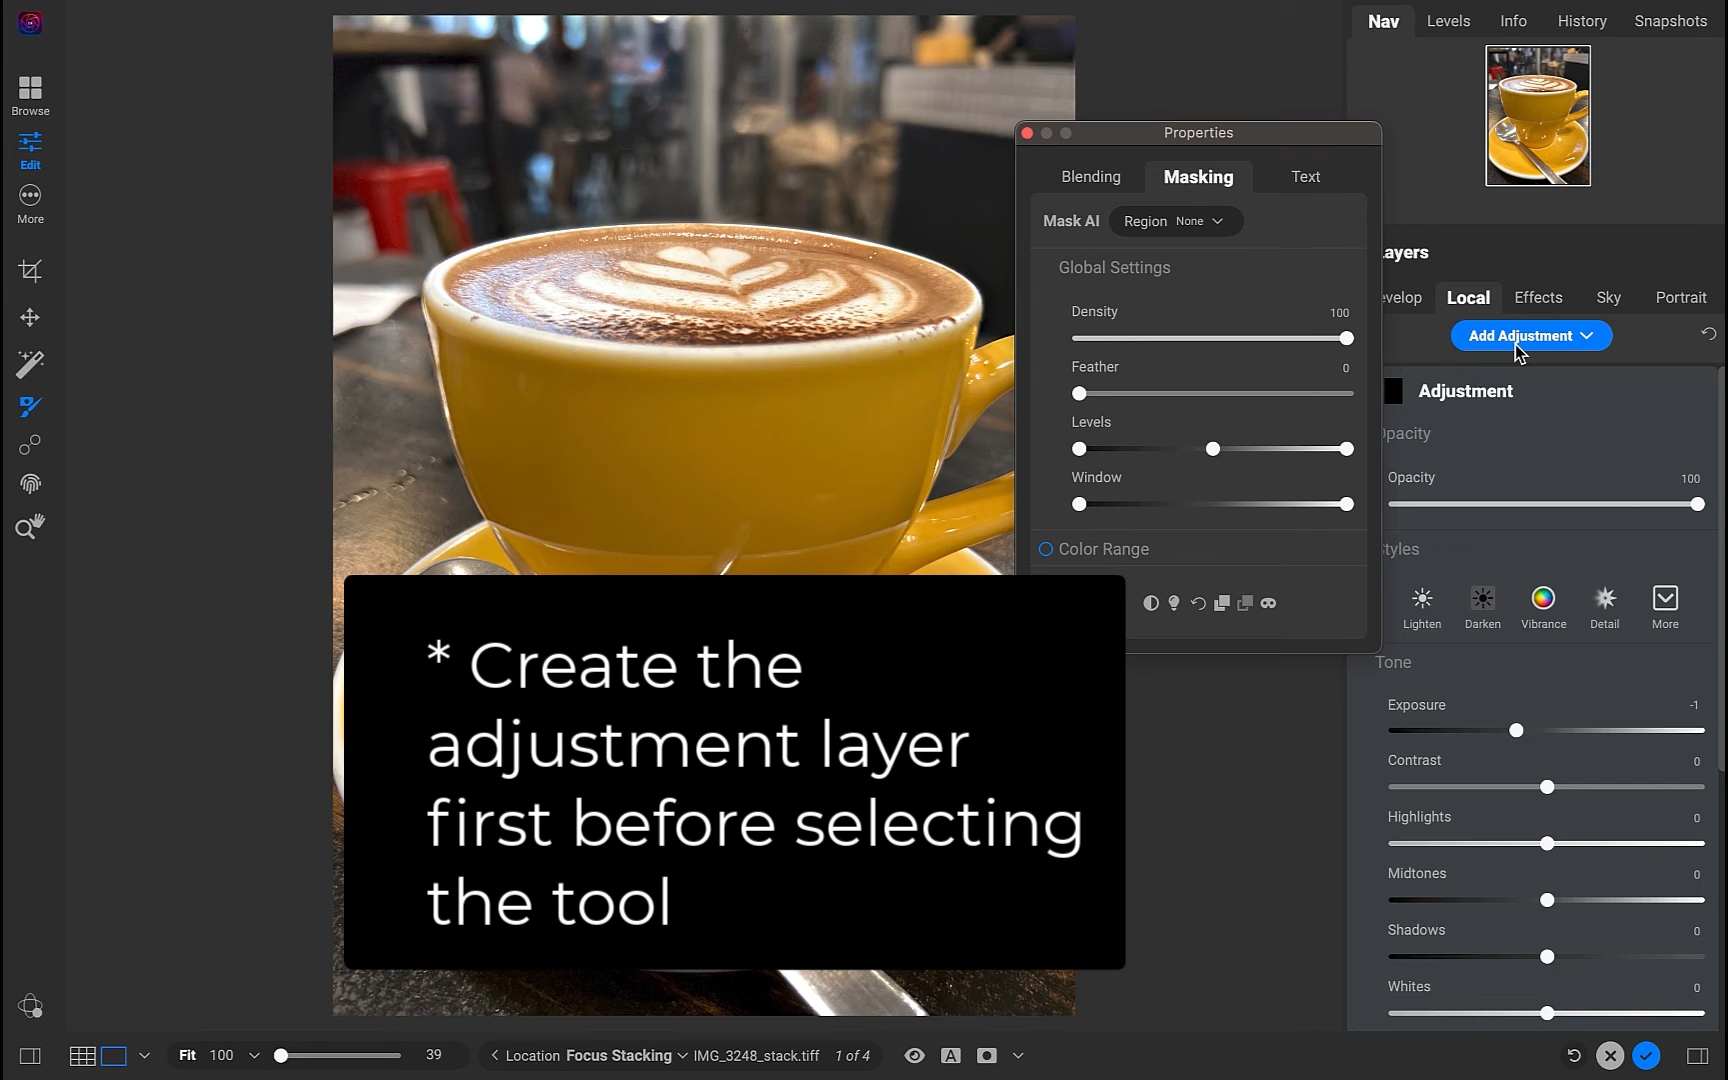 Nav
Levels
Info
History
Snapshots
Browse
Edit
More
Properties
Blending
Masking
Text
Mask AI
Region None
Global Settings
Density
100
Feather
0
Levels
Window
Color Range
ayers
evelop
Local
Effects
Sky
Portrait
Add Adjustment
Adjustment
pacity
Opacity
100
tyles
Lighten
Darken
Vibrance
Detail
More
Tone
Exposure
-1
Contrast
0
Highlights
0
Midtones
0
Shadows
0
Whites
0
* Create the
adjustment layer
first before selecting
the tool
Fit 100
39
Location Focus Stacking IMG_3248_stack.tiff 1 of 4
A